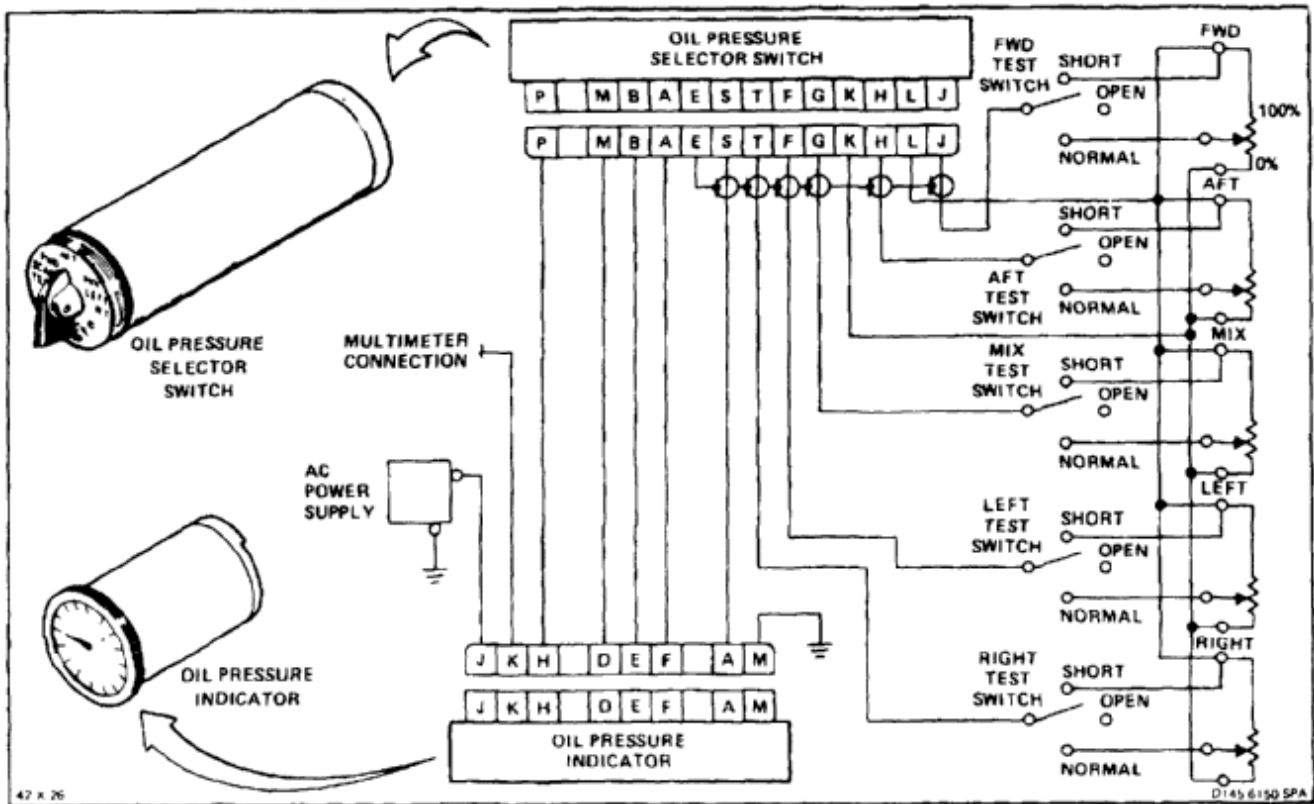 OIL PRESSURE
SELECTOR SWITCH
P M B A E S T F G K H L J
P M B A E S T F G K H L J
FWD
TEST
SWITCH
SHORT
OPEN
NORMAL
FWD
100%
0%
AFT
SHORT
OPEN
AFT
TEST
SWITCH
NORMAL
MIX
MIX
TEST
SWITCH
SHORT
OPEN
NORMAL
LEFT
LEFT
TEST
SWITCH
SHORT
OPEN
NORMAL
RIGHT
RIGHT
TEST
SWITCH
SHORT
OPEN
NORMAL
OIL PRESSURE
SELECTOR
SWITCH
MULTIMETER
CONNECTION
AC
POWER
SUPPLY
OIL PRESSURE
INDICATOR
J K H D E F A M
J K H D E F A M
OIL PRESSURE
INDICATOR
42 X 26
D145 6150 SPA